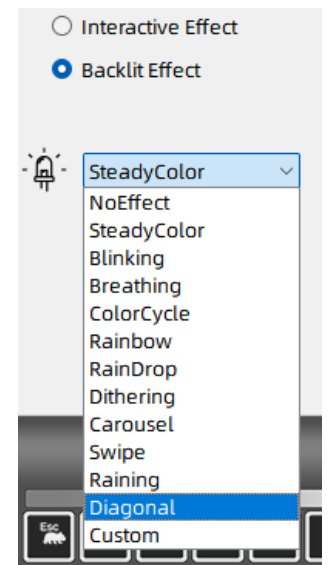 Interactive Effect
Backlit Effect
SteadyColor
NoEffect
SteadyColor
Blinking
Breathing
ColorCycle
Rainbow
RainDrop
Dithering
Carousel
Swipe
Raining
Diagonal
Custom
Esc